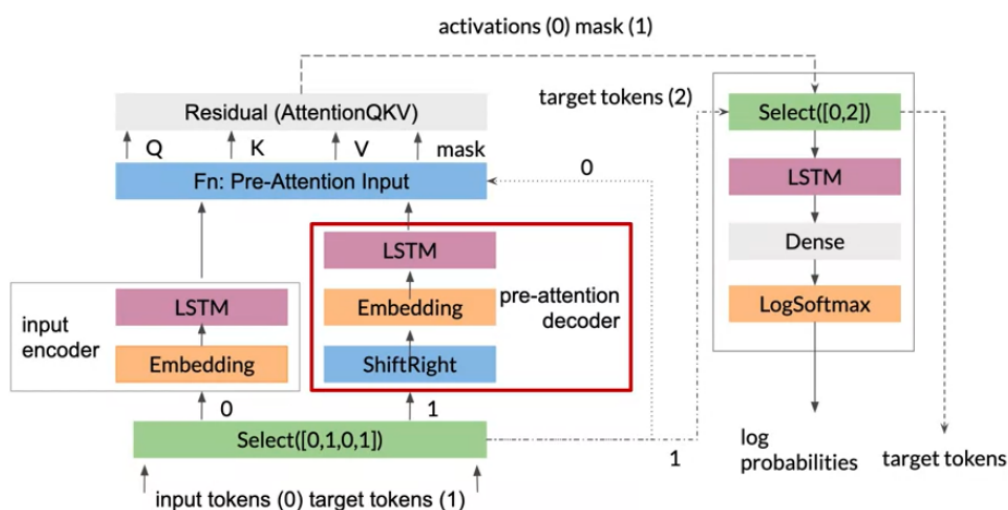 activations (0) mask (1)
Residual (AttentionQKV)
Q
K
V
mask
Fn: Pre-Attention Input
0
LSTM
Embedding
ShiftRight
pre-attention
decoder
input
encoder
LSTM
Embedding
0
1
Select([0,1,0,1])
1
input tokens (0) target tokens (1)
target tokens (2)
Select([0,2])
LSTM
Dense
LogSoftmax
log
probabilities
target tokens